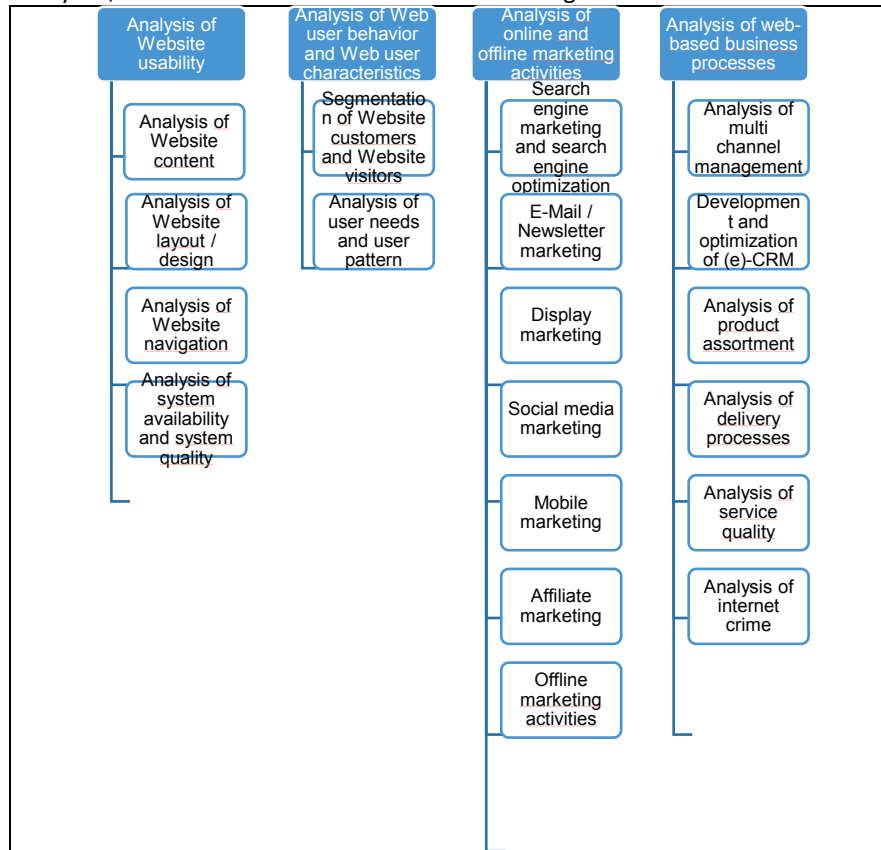 Analysis of
Website
usability
Analysis of
Website
content
Analysis of
Website
layout /
design
Analysis of
Website
navigation
Analysis of
system
availability
and system
quality
Analysis of Web
user behavior
and Web user
characteristics
Segmentatio
n of Website
customers
and Website
visitors
Analysis of
user needs
and user
pattern
Analysis of
online and
offline marketing
activities
Search
engine
marketing
and search
engine
optimization
E-Mail /
Newsletter
marketing
Display
marketing
Social media
marketing
Mobile
marketing
Affiliate
marketing
Offline
marketing
activities
Analysis of web-
based business
processes
Analysis of
multi
channel
management
Developmen
t and
optimization
of (e)-CRM
Analysis of
product
assortment
Analysis of
delivery
processes
Analysis of
service
quality
Analysis of
internet
crime